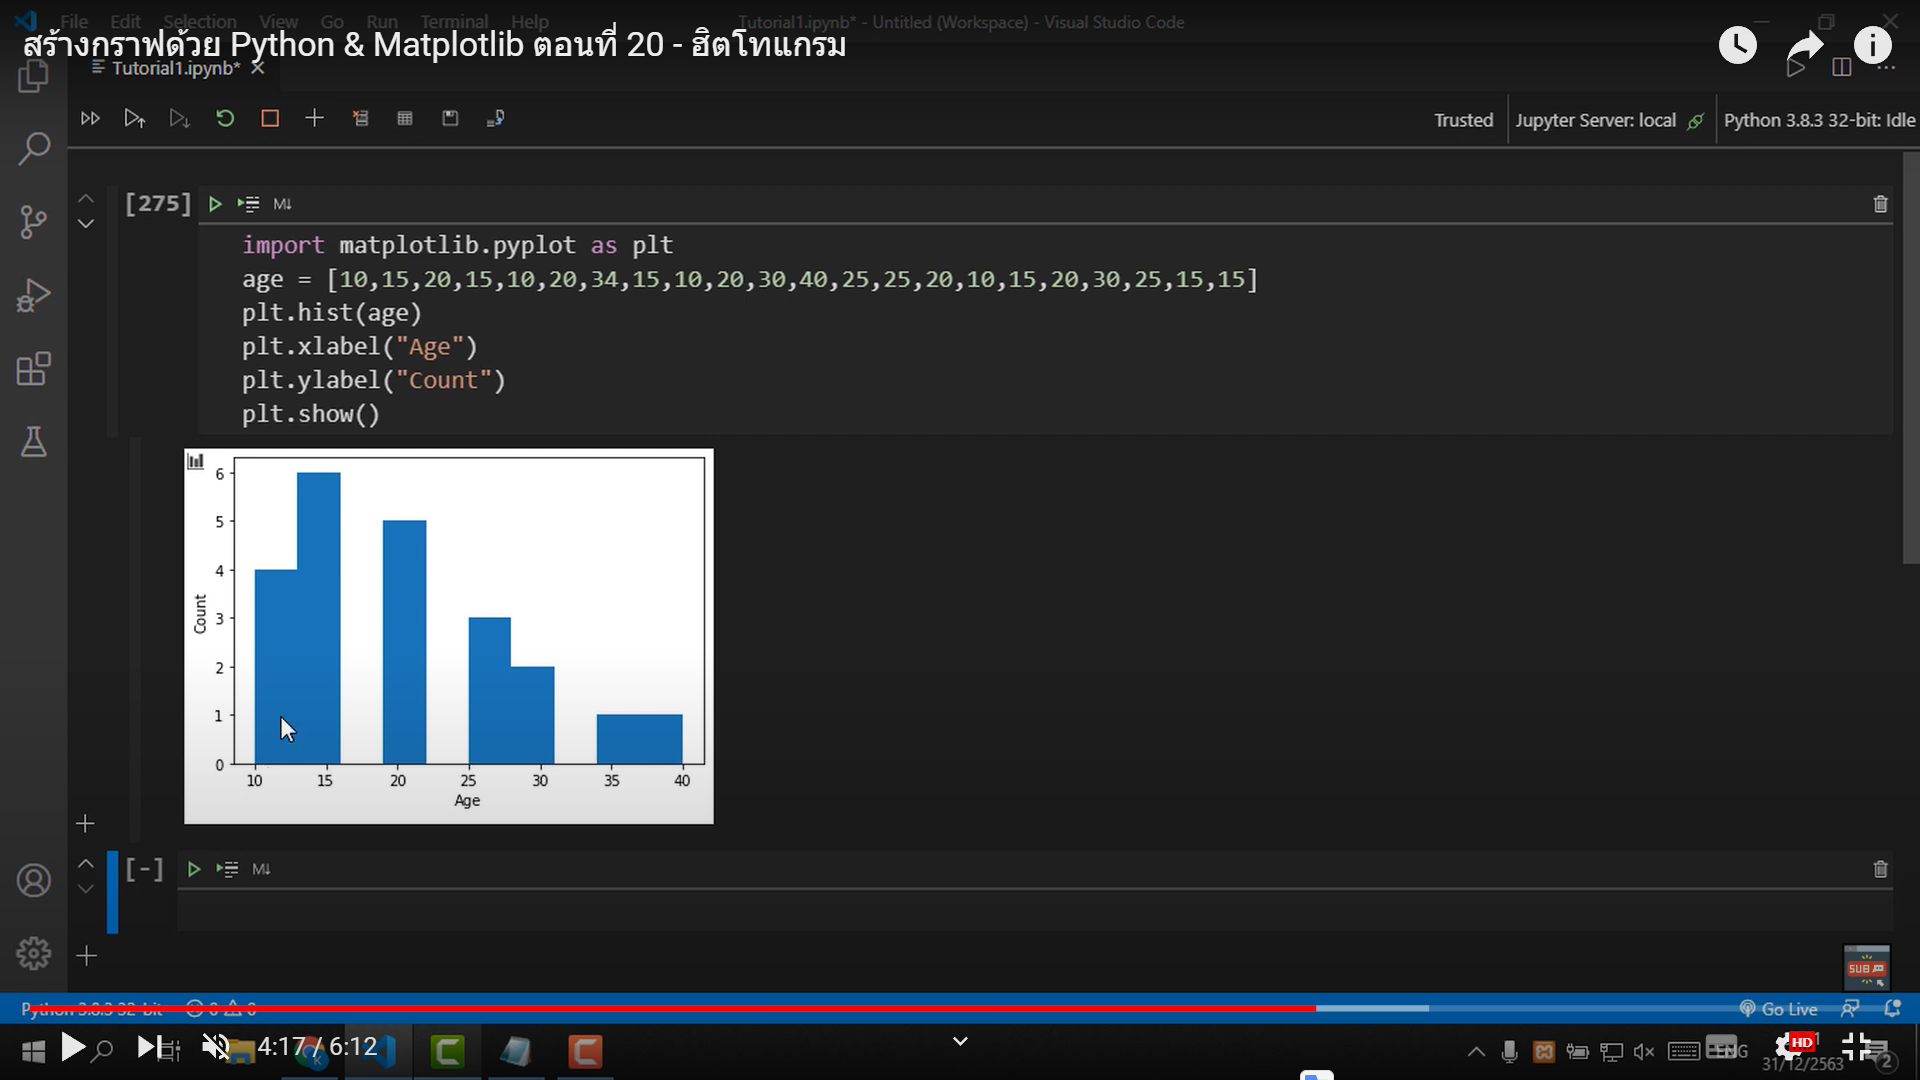 File Edit Selection View Go Run Terminal Help
Tutorial1.ipynb* - Untitled (Workspace) - Visual Studio Code
สร้างกราฟด้วย Python & Matplotlib ตอนที่ 20 - ฮิตโทแกรม
Tutorial1.ipynb*
Trusted
Jupyter Server: local
Python 3.8.3 32-bit: Idle
[275]
M↓
import matplotlib.pyplot as plt
age = [10,15,20,15,10,20,34,15,10,20,30,40,25,25,20,10,15,20,30,25,15,15]
plt.hist(age)
plt.xlabel("Age")
plt.ylabel("Count")
plt.show()
6
5
4
3
2
1
0
Count
10 15 20 25 30 35 40
Age
[-]
M↓
SUB
Python 3.8.3 32-bit 0 0
Go Live
4:17 / 6:12
ENG
HD
31/12/2563
2